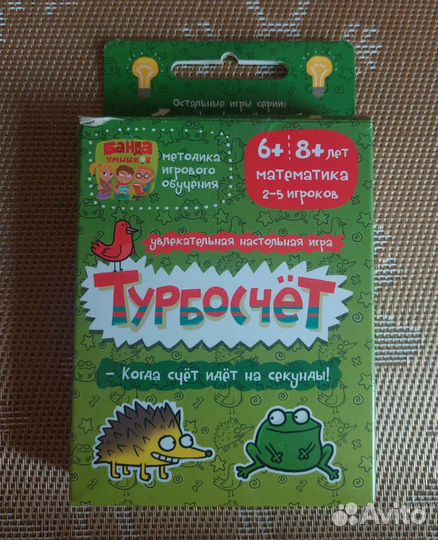 Остальные игры серии:
БАНДА
УМНИКОВ
методика
игрового
обучения
6+ 8+ лет
математика
2-5 игроков
увлекательная настольная игра
ТУРБОСЧЁТ
- Когда счёт идёт на секунды!
Avito